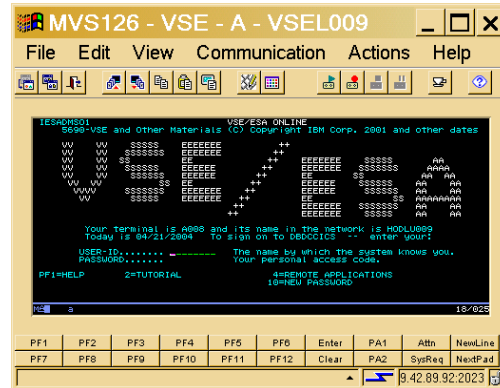 MVS126 - VSE - A - VSEL009
File Edit View Communication Actions Help
IESADMSO1 VSE/ESA ONLINE
5690-VSE and Other Materials (C) Copyright IBM Corp. 2001 and other dates
VSE/ESA
Your terminal is A008 and its name in the network is HODLU009
Today is 04/21/2004 To sign on to DBDCCICS -- enter your:
USER-ID........ The name by which the system knows you.
PASSWORD....... Your personal access code.
PF1=HELP 2=TUTORIAL 4=REMOTE APPLICATIONS
10=NEW PASSWORD
MA a 18/025
PF1 PF2 PF3 PF4 PF5 PF6 Enter PA1 Attn NewLine
PF7 PF8 PF9 PF10 PF11 PF12 Clear PA2 SysReq NextPad
9.42.89.92:2023